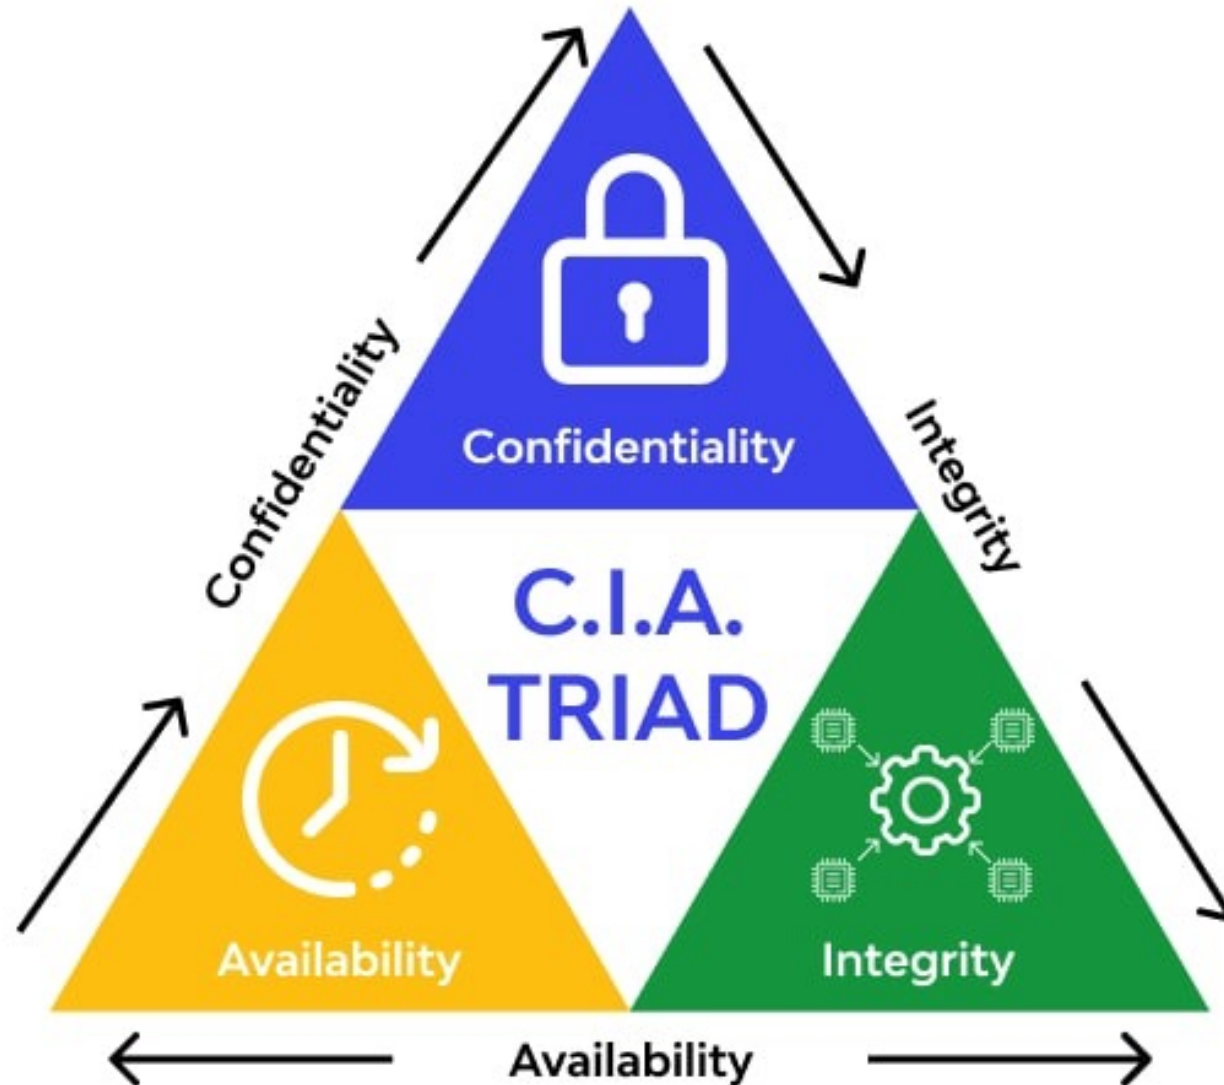 Confidentiality
Confidentiality
Integrity
C.I.A.
TRIAD
Availability
Integrity
Availability